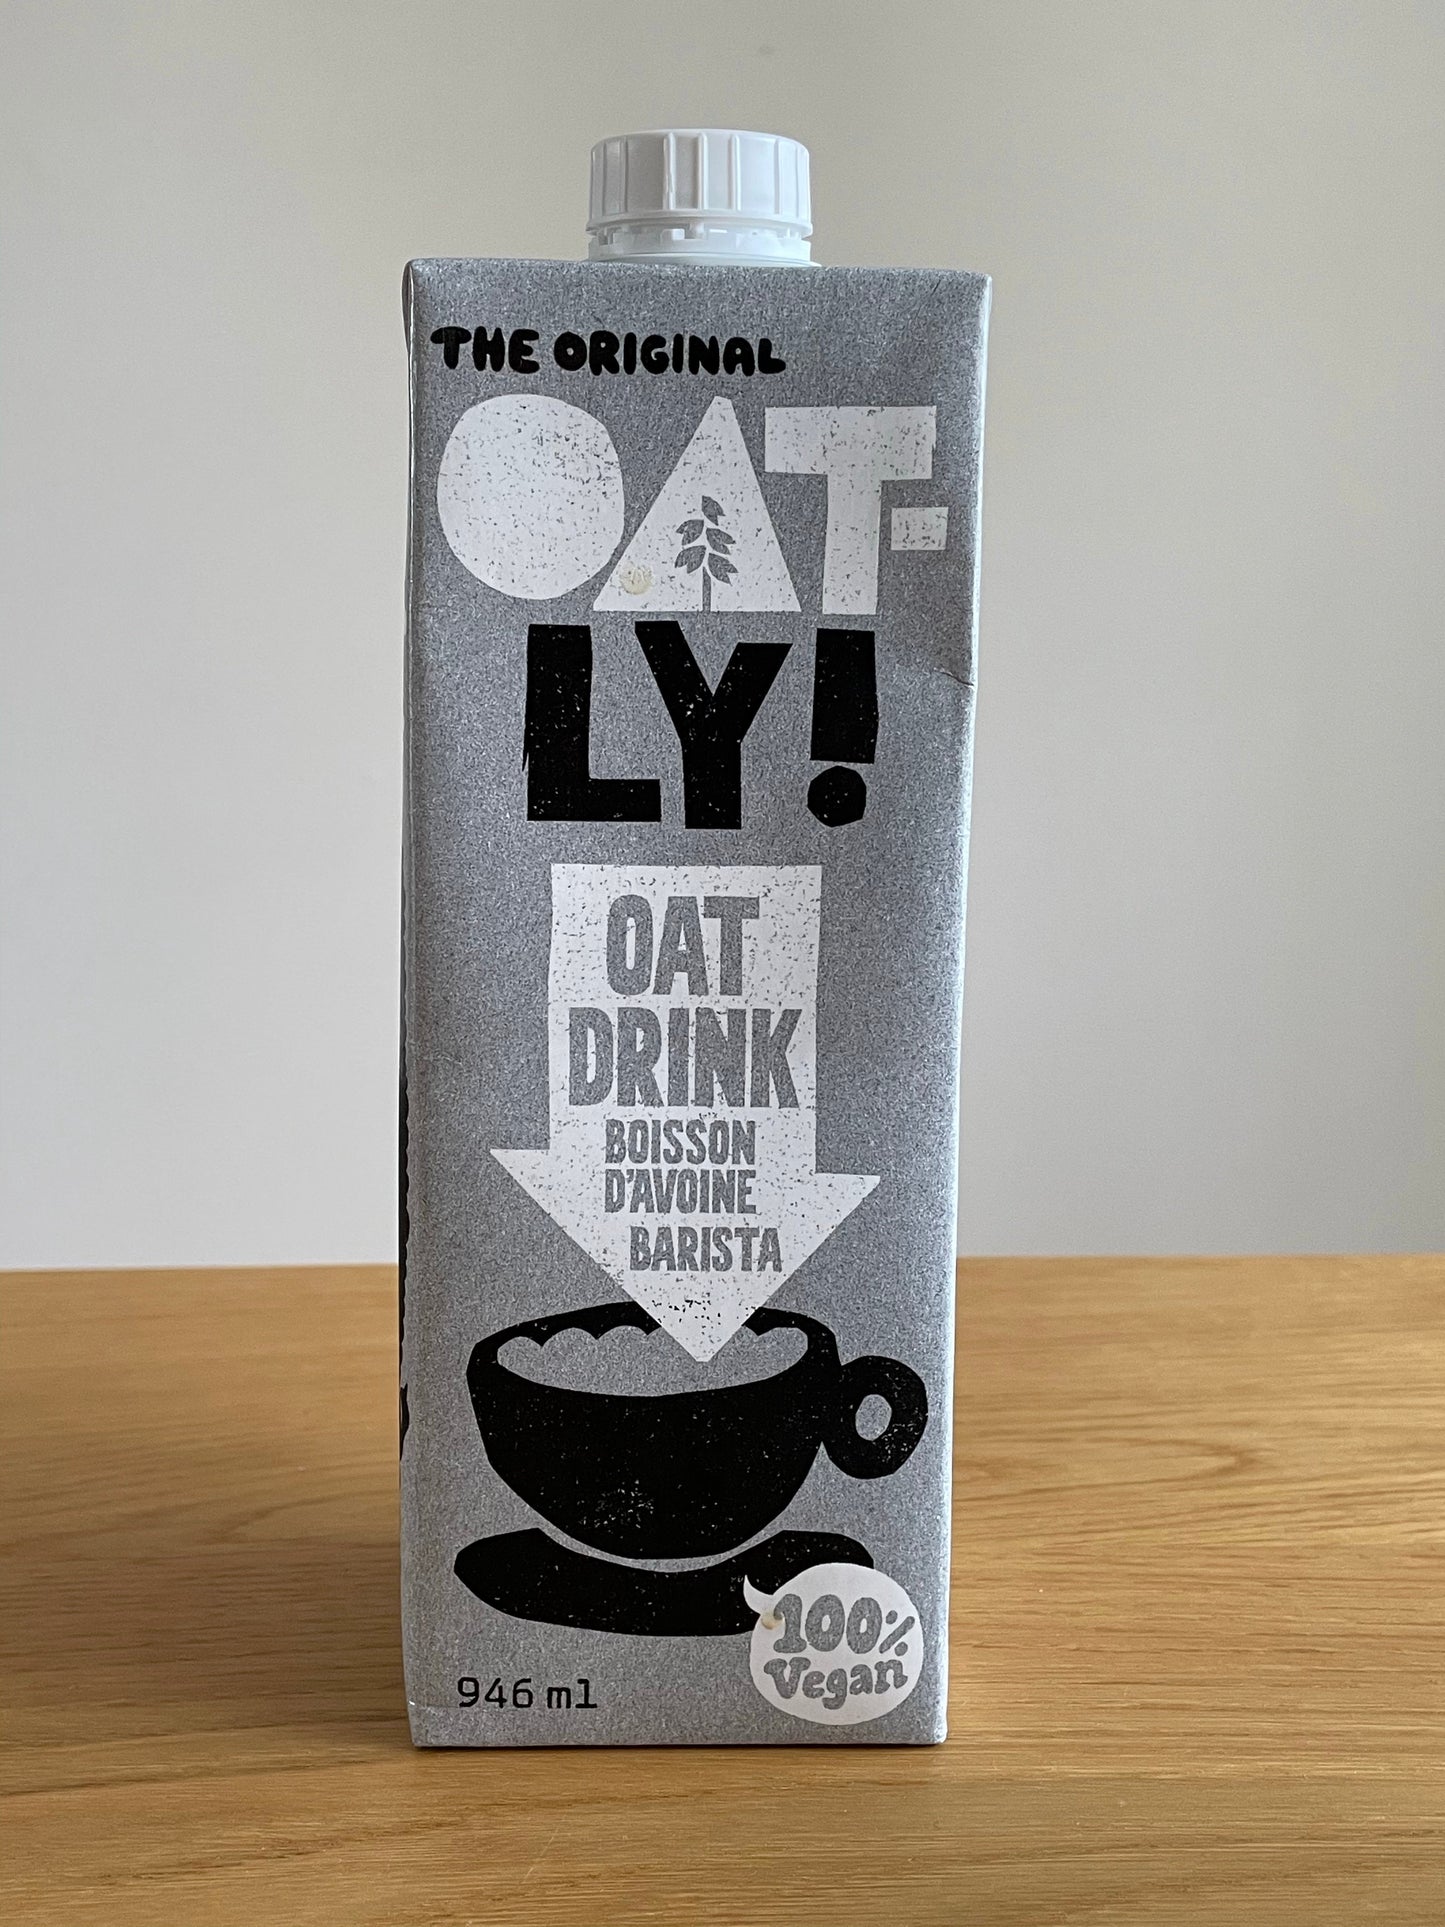 THE ORIGINAL
OAT-
LY!
OAT
DRINK
BOISSON
D'AVOINE
BARISTA
100%
Vegan
946 ml